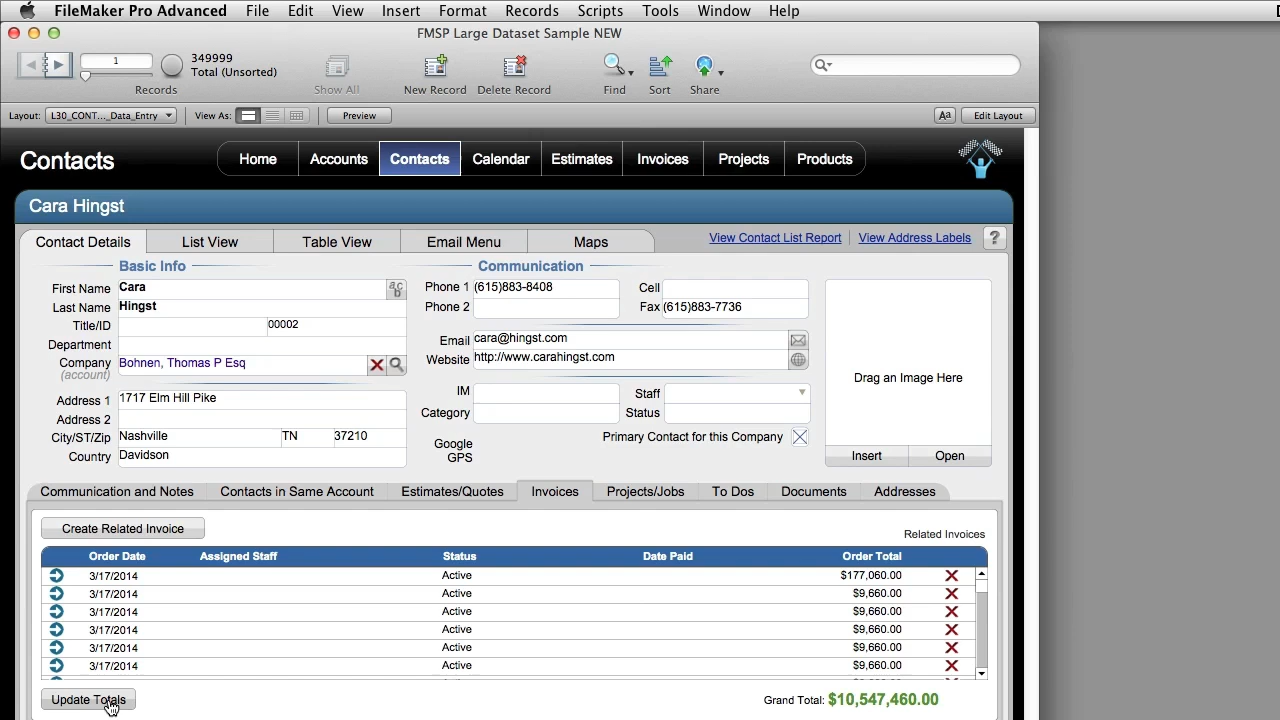 FileMaker Pro Advanced File Edit View Insert Format Records Scripts Tools Window Help
FMSP Large Dataset Sample NEW
1 349999
Total (Unsorted)
Records Show All New Record Delete Record Find Sort Share
Layout: L30_CONT..._Data_Entry View As: Preview Aa Edit Layout
Contacts Home Accounts Contacts Calendar Estimates Invoices Projects Products
Cara Hingst
Contact Details List View Table View Email Menu Maps View Contact List Report View Address Labels ?
Basic Info Communication
First Name Cara Phone 1 (615)883-8408 Cell
Last Name Hingst Phone 2 Fax (615)883-7736
Title/ID 00002
Department Email cara@hingst.com
Company Bohnen, Thomas P Esq Website http://www.carahingst.com
(account)
Drag an Image Here
Address 1 1717 Elm Hill Pike IM Staff
Address 2 Category Status
City/ST/Zip Nashville TN 37210 Primary Contact for this Company
Country Davidson Google Insert Open
GPS
Communication and Notes Contacts in Same Account Estimates/Quotes Invoices Projects/Jobs To Dos Documents Addresses
Create Related Invoice Related Invoices
Order Date Assigned Staff Status Date Paid Order Total
3/17/2014 Active $177,060.00
3/17/2014 Active $9,660.00
3/17/2014 Active $9,660.00
3/17/2014 Active $9,660.00
3/17/2014 Active $9,660.00
3/17/2014 Active $9,660.00
Update Totals Grand Total: $10,547,460.00